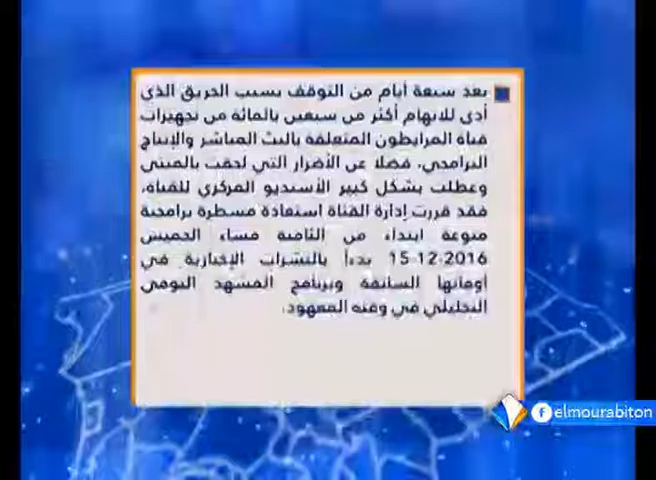 بعد سبعة أيام من التوقف بسبب الحريق الذي
أدى للالتهام أكثر من سبعين بالمائة من تجهيزات
قناة المرابطون المتعلقة بالبث المباشر والإنتاج
البرامجي، فضلا عن الأضرار التي لحقت بالمبنى
وعطلت بشكل كبير الأستديو المركزي للقناة،
فقد قررت إدارة القناة استعادة مسطرة برامجية
منوعة ابتداء من الثامنة مساء الخميس
15-12-2016 بدءا بالنشرات الإخبارية في
أوقاتها السابقة وبرنامج المشهد اليومي
التحليلي في وقته المعهود.
elmourabiton